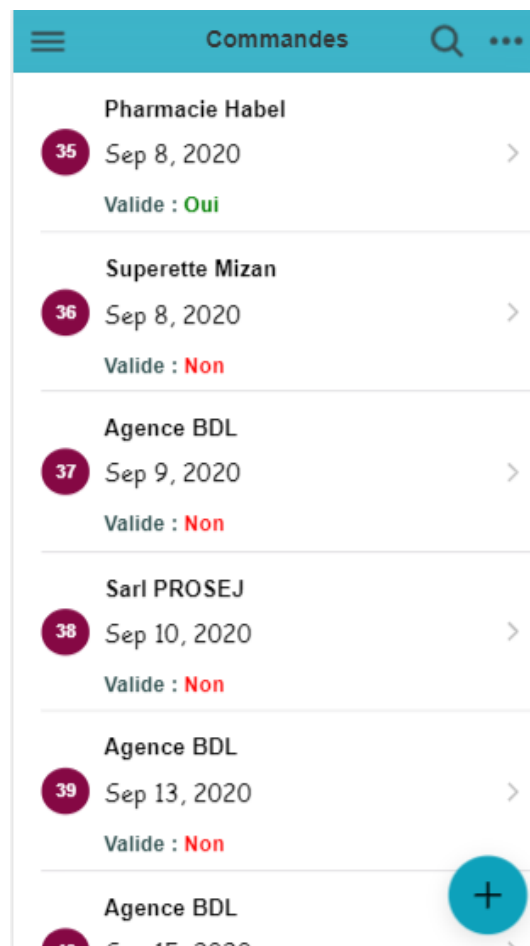 Commandes
Pharmacie Habel
35
Sep 8, 2020
Valide : Oui
Superette Mizan
36
Sep 8, 2020
Valide : Non
Agence BDL
37
Sep 9, 2020
Valide : Non
Sarl PROSEJ
38
Sep 10, 2020
Valide : Non
Agence BDL
39
Sep 13, 2020
Valide : Non
Agence BDL